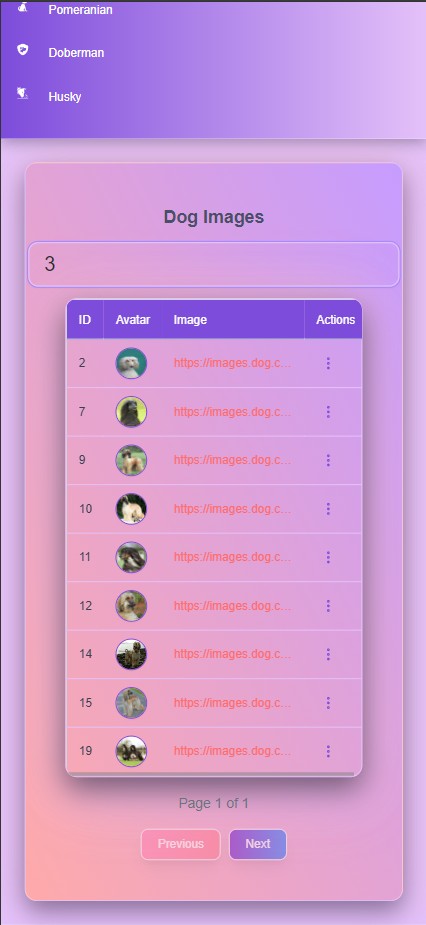 Pomeranian
Doberman
Husky
Dog Images
3
ID Avatar Image Actions
2 https://images.dog.c...
7 https://images.dog.c...
9 https://images.dog.c...
10 https://images.dog.c...
11 https://images.dog.c...
12 https://images.dog.c...
14 https://images.dog.c...
15 https://images.dog.c...
19 https://images.dog.c...
Page 1 of 1
Previous Next